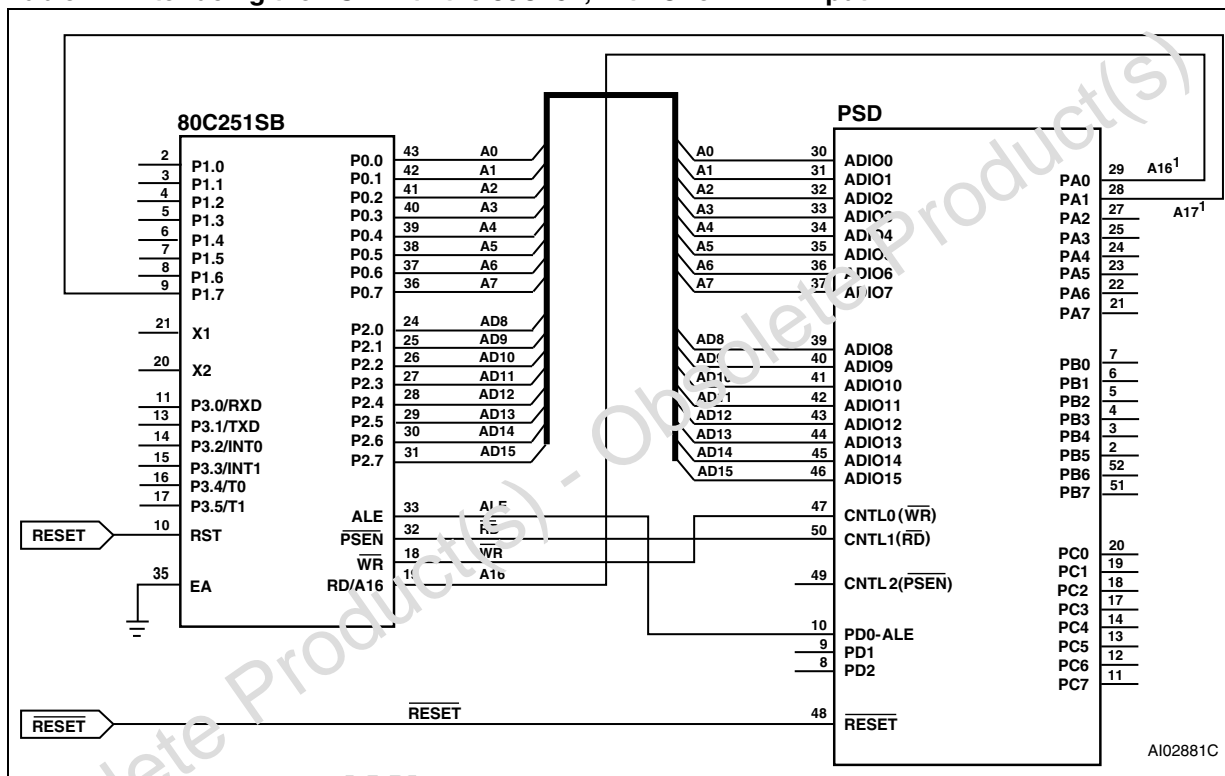 80C251SB
2 P1.0
3 P1.1
4 P1.2
5 P1.3
6 P1.4
7 P1.5
8 P1.6
9 P1.7
21 X1
20 X2
11 P3.0/RXD
13 P3.1/TXD
14 P3.2/INT0
15 P3.3/INT1
16 P3.4/T0
17 P3.5/T1
RESET 10 RST
35 EA
P0.0 43 A0
P0.1 42 A1
P0.2 41 A2
P0.3 40 A3
P0.4 39 A4
P0.5 38 A5
P0.6 37 A6
P0.7 36 A7
P2.0 24 AD8
P2.1 25 AD9
P2.2 26 AD10
P2.3 27 AD11
P2.4 28 AD12
P2.5 29 AD13
P2.6 30 AD14
P2.7 31 AD15
ALE 33 ALE
PSEN 32 RD
WR 18 WR
RD/A16 19 A16
PSD
A0 30 ADIO0
A1 31 ADIO1
A2 32 ADIO2
A3 33 ADIO3
A4 34 ADIO4
A5 35 ADIO5
A6 36 ADIO6
A7 37 ADIO7
AD8 39 ADIO8
AD9 40 ADIO9
AD10 41 ADIO10
AD11 42 ADIO11
AD12 43 ADIO12
AD13 44 ADIO13
AD14 45 ADIO14
AD15 46 ADIO15
47 CNTL0(WR)
50 CNTL1(RD)
49 CNTL2(PSEN)
10 PD0-ALE
9 PD1
8 PD2
RESET RESET 48 RESET
PA0 29 A16¹
PA1 28 A17¹
PA2 27
PA3 25
PA4 24
PA5 23
PA6 22
PA7 21
PB0 7
PB1 6
PB2 5
PB3 4
PB4 3
PB5 2
PB6 52
PB7 51
PC0 20
PC1 19
PC2 18
PC3 17
PC4 14
PC5 13
PC6 12
PC7 11
AI02881C
Product(s) - Obsolete Product(s)